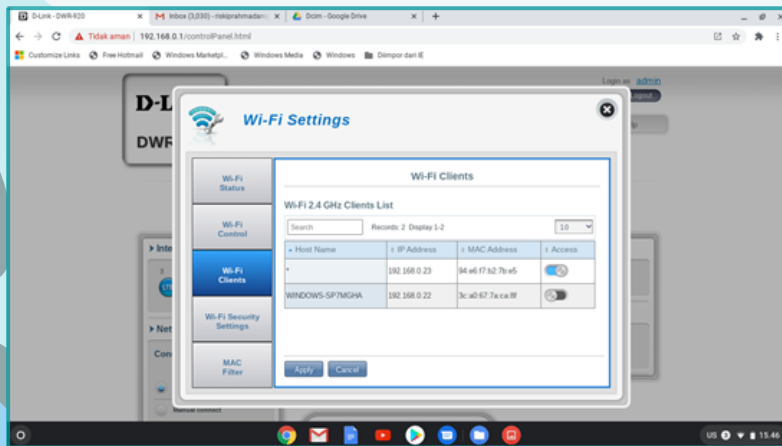 D-Link - DWR-920
Dcim - Google Drive
Tidak aman | 192.168.0.1/controlPanel.html
Customize Links Free Hotmail Windows Marketpl... Windows Media Windows Diimpor dari IE
Login as admin
Logout
D-L
DWR
Wi-Fi Settings
Wi-Fi Status
Wi-Fi Control
Wi-Fi Clients
Wi-Fi Security Settings
MAC Filter
Wi-Fi Clients
Wi-Fi 2.4 GHz Clients List
Search Records: 2 Display 1-2 10
Host Name IP Address MAC Address Access
* 192.168.0.23 94:e6:f7:b2:7b:e5
WINDOWS-SP7MGHA 192.168.0.22 3c:a0:67:7a:ca:8f
Apply Cancel
Inte
LTE
Net
Con
Manual connect
US 15.46